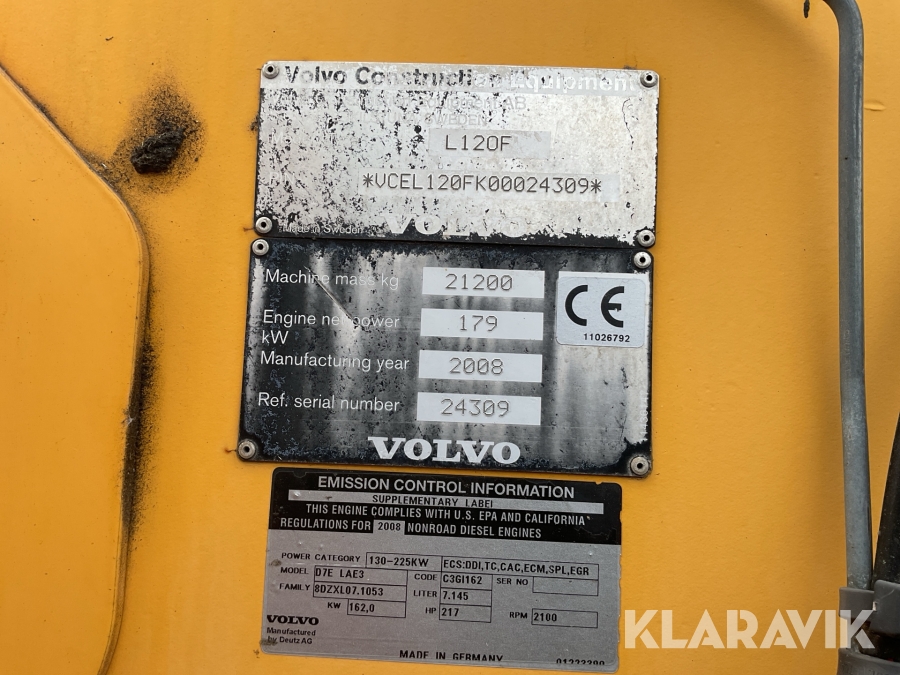 Volvo Construction Equipment
SWEDEN
L120F
*VCEL120FK00024309*
VOLVO
Made in Sweden
Machine mass kg 21200
Engine net power kW 179
Manufacturing year 2008
Ref. serial number 24309
CE
11026792
VOLVO
EMISSION CONTROL INFORMATION
SUPPLEMENTARY LABEL
THIS ENGINE COMPLIES WITH U.S. EPA AND CALIFORNIA
REGULATIONS FOR 2008 NONROAD DIESEL ENGINES
POWER CATEGORY 130-225KW ECS:DDI,TC,CAC,ECM,SPL,EGR
MODEL D7E LAE3 CODE C3GI162 SER NO
FAMILY 8DZXL07.1053 LITER 7.145
KW 162,0 HP 217 RPM 2100
VOLVO
Manufactured
by Deutz AG
MADE IN GERMANY
KLARAVIK